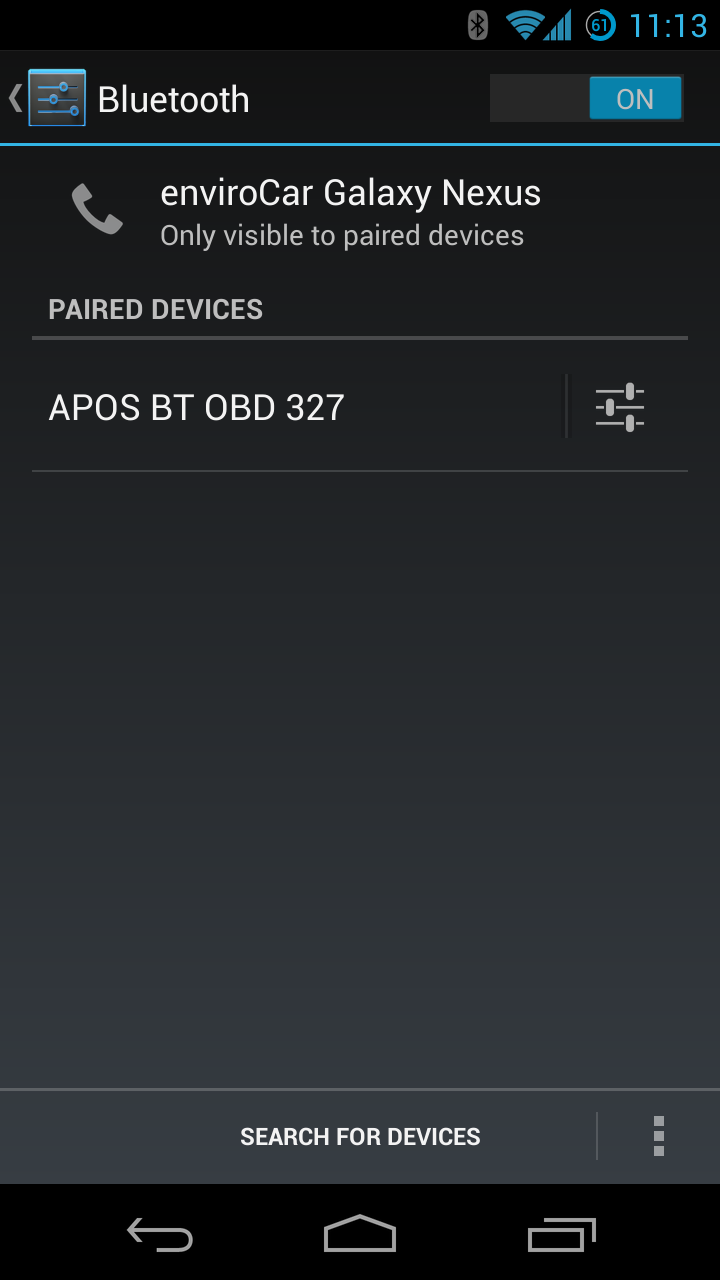 61 11:13
Bluetooth ON
enviroCar Galaxy Nexus
Only visible to paired devices
PAIRED DEVICES
APOS BT OBD 327
SEARCH FOR DEVICES